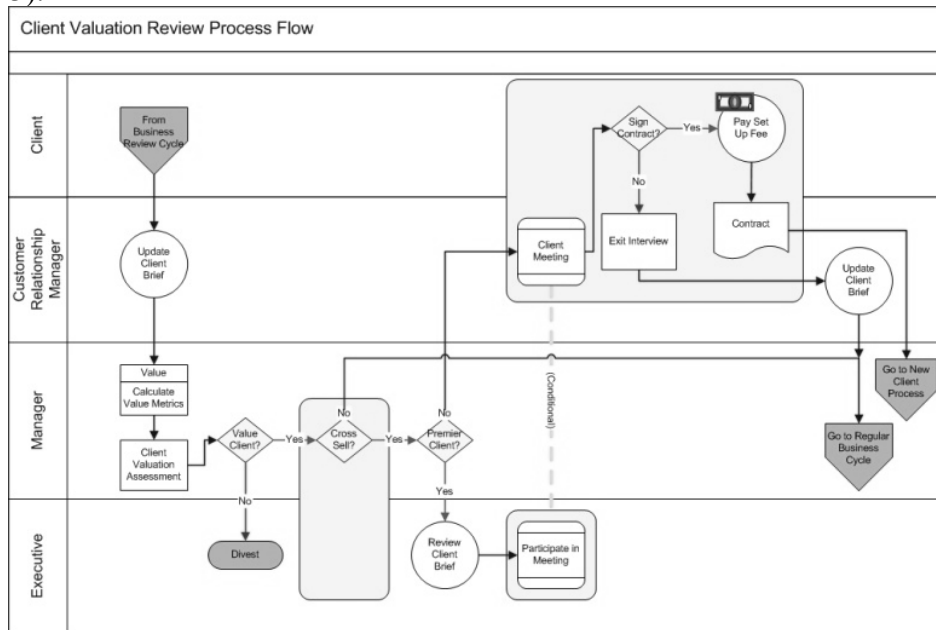 Client Valuation Review Process Flow
Client
From
Business
Review Cycle
Sign
Contract?
Yes
Pay Set
Up Fee
No
Customer
Relationship
Manager
Update
Client
Brief
Client
Meeting
Exit Interview
Contract
Update
Client
Brief
Manager
Value
Calculate
Value Metrics
Client
Valuation
Assessment
Value
Client?
Yes
No
Cross
Sell?
No
Yes
Premier
Client?
No
Yes
(Conditional)
Go to New
Client
Process
Go to Regular
Business
Cycle
Executive
Divest
Review
Client
Brief
Participate in
Meeting